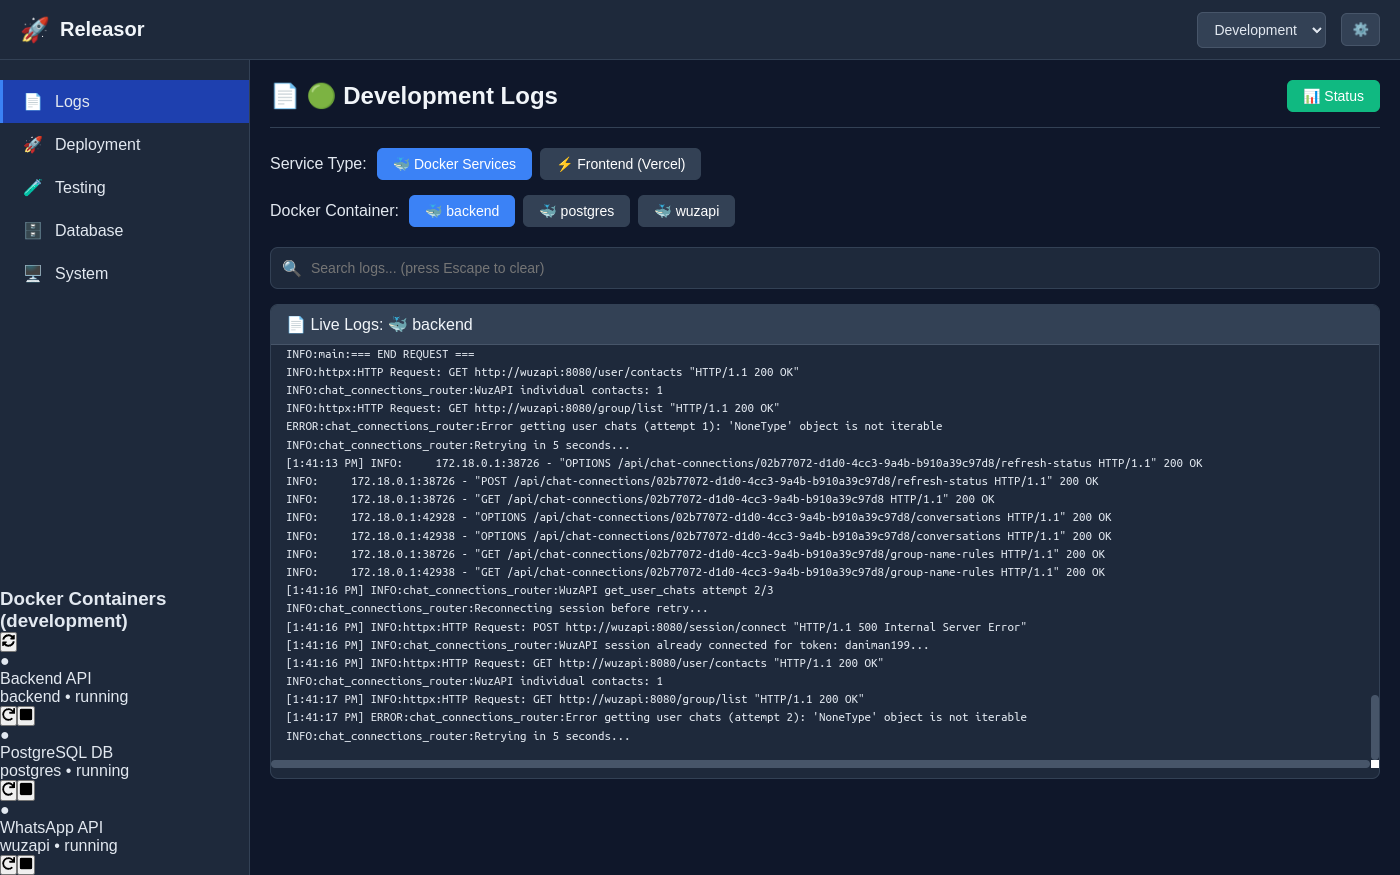 Releasor
Development
Logs
Deployment
Testing
Database
System
Development Logs
Status
Service Type:
Docker Services
Frontend (Vercel)
Docker Container:
backend
postgres
wuzapi
Search logs... (press Escape to clear)
Live Logs: backend
INFO:main:=== END REQUEST ===
INFO:httpx:HTTP Request: GET http://wuzapi:8080/user/contacts "HTTP/1.1 200 OK"
INFO:chat_connections_router:WuzAPI individual contacts: 1
INFO:httpx:HTTP Request: GET http://wuzapi:8080/group/list "HTTP/1.1 200 OK"
ERROR:chat_connections_router:Error getting user chats (attempt 1): 'NoneType' object is not iterable
INFO:chat_connections_router:Retrying in 5 seconds...
[1:41:13 PM] INFO:     172.18.0.1:38726 - "OPTIONS /api/chat-connections/02b77072-d1d0-4cc3-9a4b-b910a39c97d8/refresh-status HTTP/1.1" 200 OK
INFO:     172.18.0.1:38726 - "POST /api/chat-connections/02b77072-d1d0-4cc3-9a4b-b910a39c97d8/refresh-status HTTP/1.1" 200 OK
INFO:     172.18.0.1:38726 - "GET /api/chat-connections/02b77072-d1d0-4cc3-9a4b-b910a39c97d8 HTTP/1.1" 200 OK
INFO:     172.18.0.1:42928 - "OPTIONS /api/chat-connections/02b77072-d1d0-4cc3-9a4b-b910a39c97d8/conversations HTTP/1.1" 200 OK
INFO:     172.18.0.1:42938 - "OPTIONS /api/chat-connections/02b77072-d1d0-4cc3-9a4b-b910a39c97d8/conversations HTTP/1.1" 200 OK
INFO:     172.18.0.1:38726 - "GET /api/chat-connections/02b77072-d1d0-4cc3-9a4b-b910a39c97d8/group-name-rules HTTP/1.1" 200 OK
INFO:     172.18.0.1:42938 - "GET /api/chat-connections/02b77072-d1d0-4cc3-9a4b-b910a39c97d8/group-name-rules HTTP/1.1" 200 OK
[1:41:16 PM] INFO:chat_connections_router:WuzAPI get_user_chats attempt 2/3
INFO:chat_connections_router:Reconnecting session before retry...
[1:41:16 PM] INFO:httpx:HTTP Request: POST http://wuzapi:8080/session/connect "HTTP/1.1 500 Internal Server Error"
[1:41:16 PM] INFO:chat_connections_router:WuzAPI session already connected for token: daniman199...
[1:41:16 PM] INFO:httpx:HTTP Request: GET http://wuzapi:8080/user/contacts "HTTP/1.1 200 OK"
INFO:chat_connections_router:WuzAPI individual contacts: 1
[1:41:17 PM] INFO:httpx:HTTP Request: GET http://wuzapi:8080/group/list "HTTP/1.1 200 OK"
[1:41:17 PM] ERROR:chat_connections_router:Error getting user chats (attempt 2): 'NoneType' object is not iterable
INFO:chat_connections_router:Retrying in 5 seconds...
Docker Containers
(development)
Backend API
backend • running
PostgreSQL DB
postgres • running
WhatsApp API
wuzapi • running